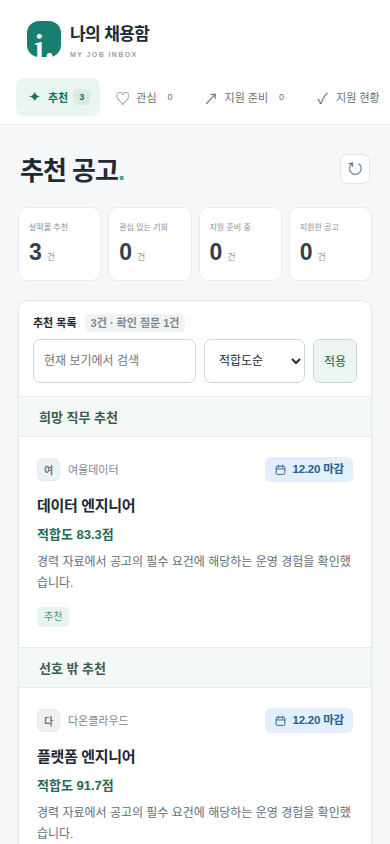 j.
나의 채용함
MY JOB INBOX
✦ 추천 3 ♡ 관심 0 ↗ 지원 준비 0 ✓ 지원 현황
추천 공고.
↻
살펴볼 추천 관심 있는 기회 지원 준비 중 지원한 공고
3 건 0 건 0 건 0 건
추천 목록 3건 · 확인 질문 1건
현재 보기에서 검색 적합도순 적용
희망 직무 추천
여 여울데이터 12.20 마감
데이터 엔지니어
적합도 83.3점
경력 자료에서 공고의 필수 요건에 해당하는 운영 경험을 확인했
습니다.
추천
선호 밖 추천
다 다온클라우드 12.20 마감
플랫폼 엔지니어
적합도 91.7점
경력 자료에서 공고의 필수 요건에 해당하는 운영 경험을 확인했
습니다.